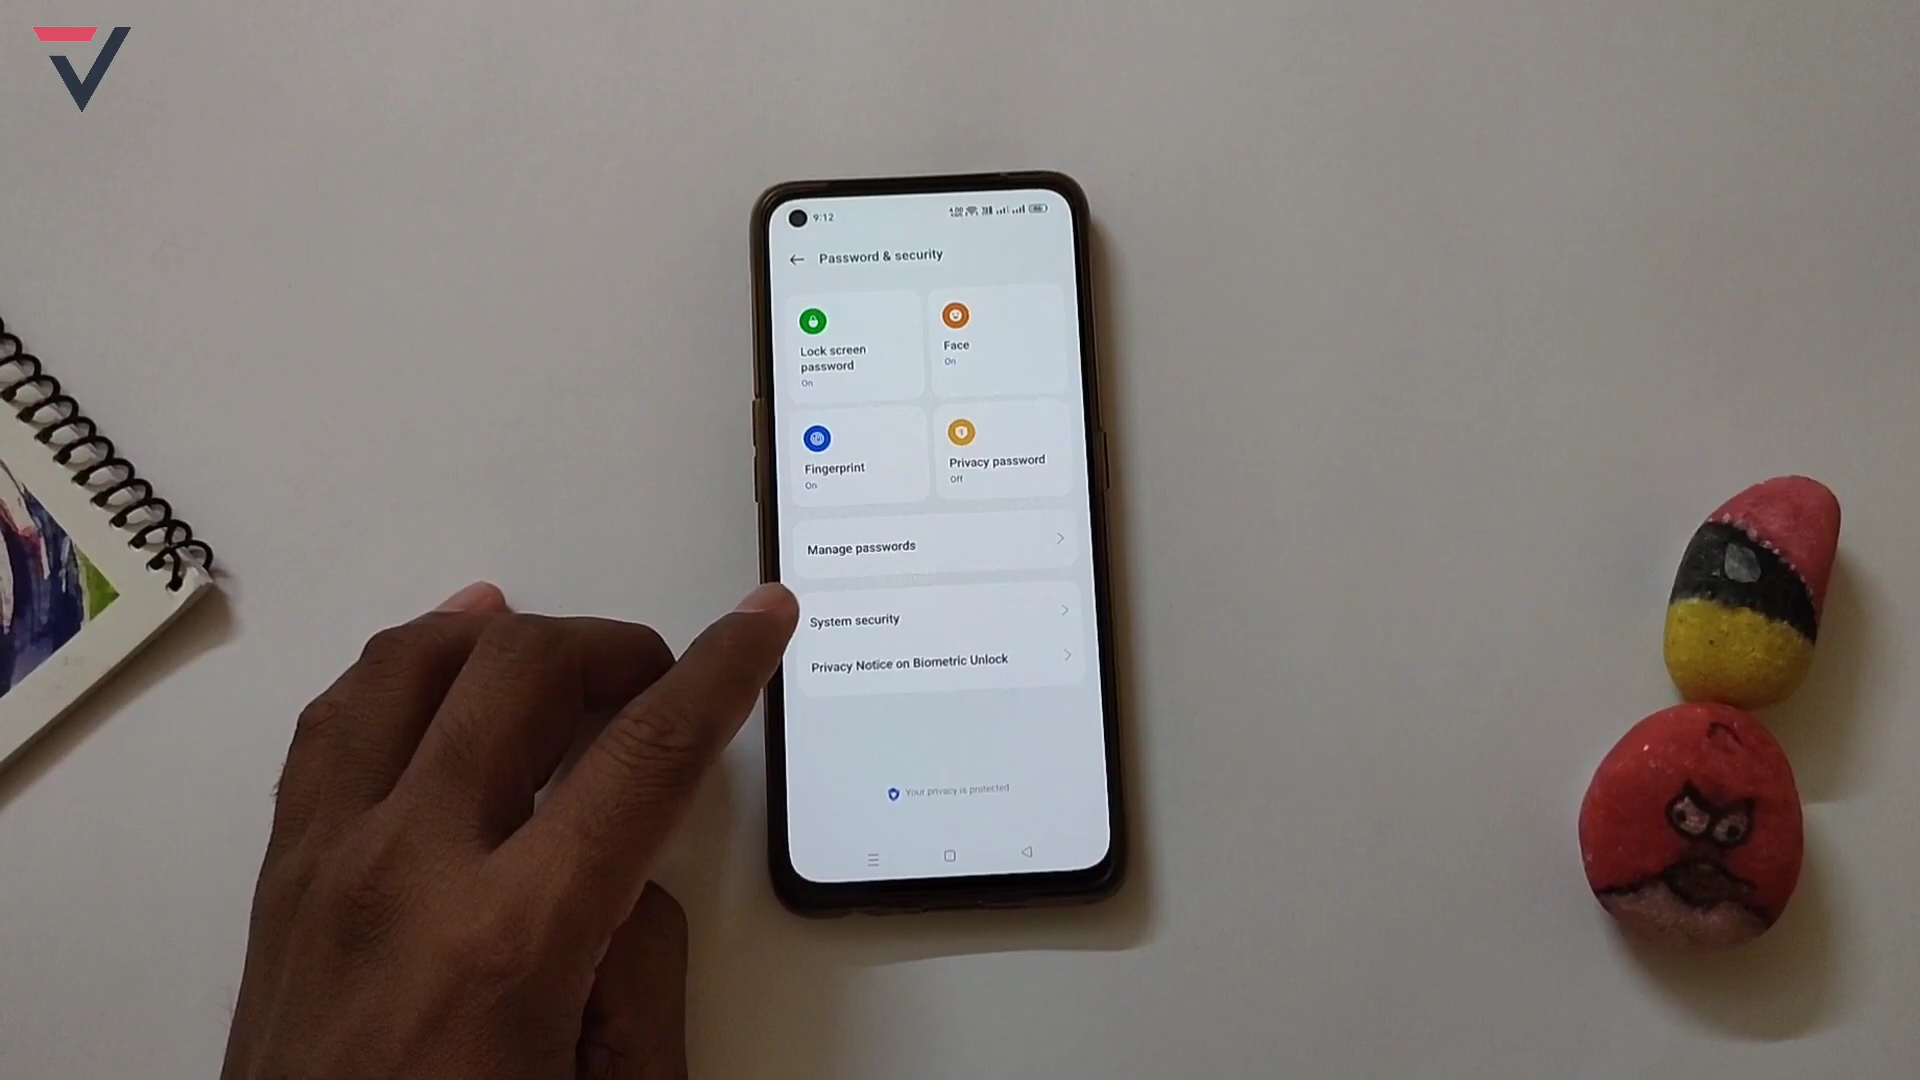 9:12
Password & security
Lock screen
password
On
Face
On
Fingerprint
On
Privacy password
Off
Manage passwords
System security
Privacy Notice on Biometric Unlock
Your privacy is protected